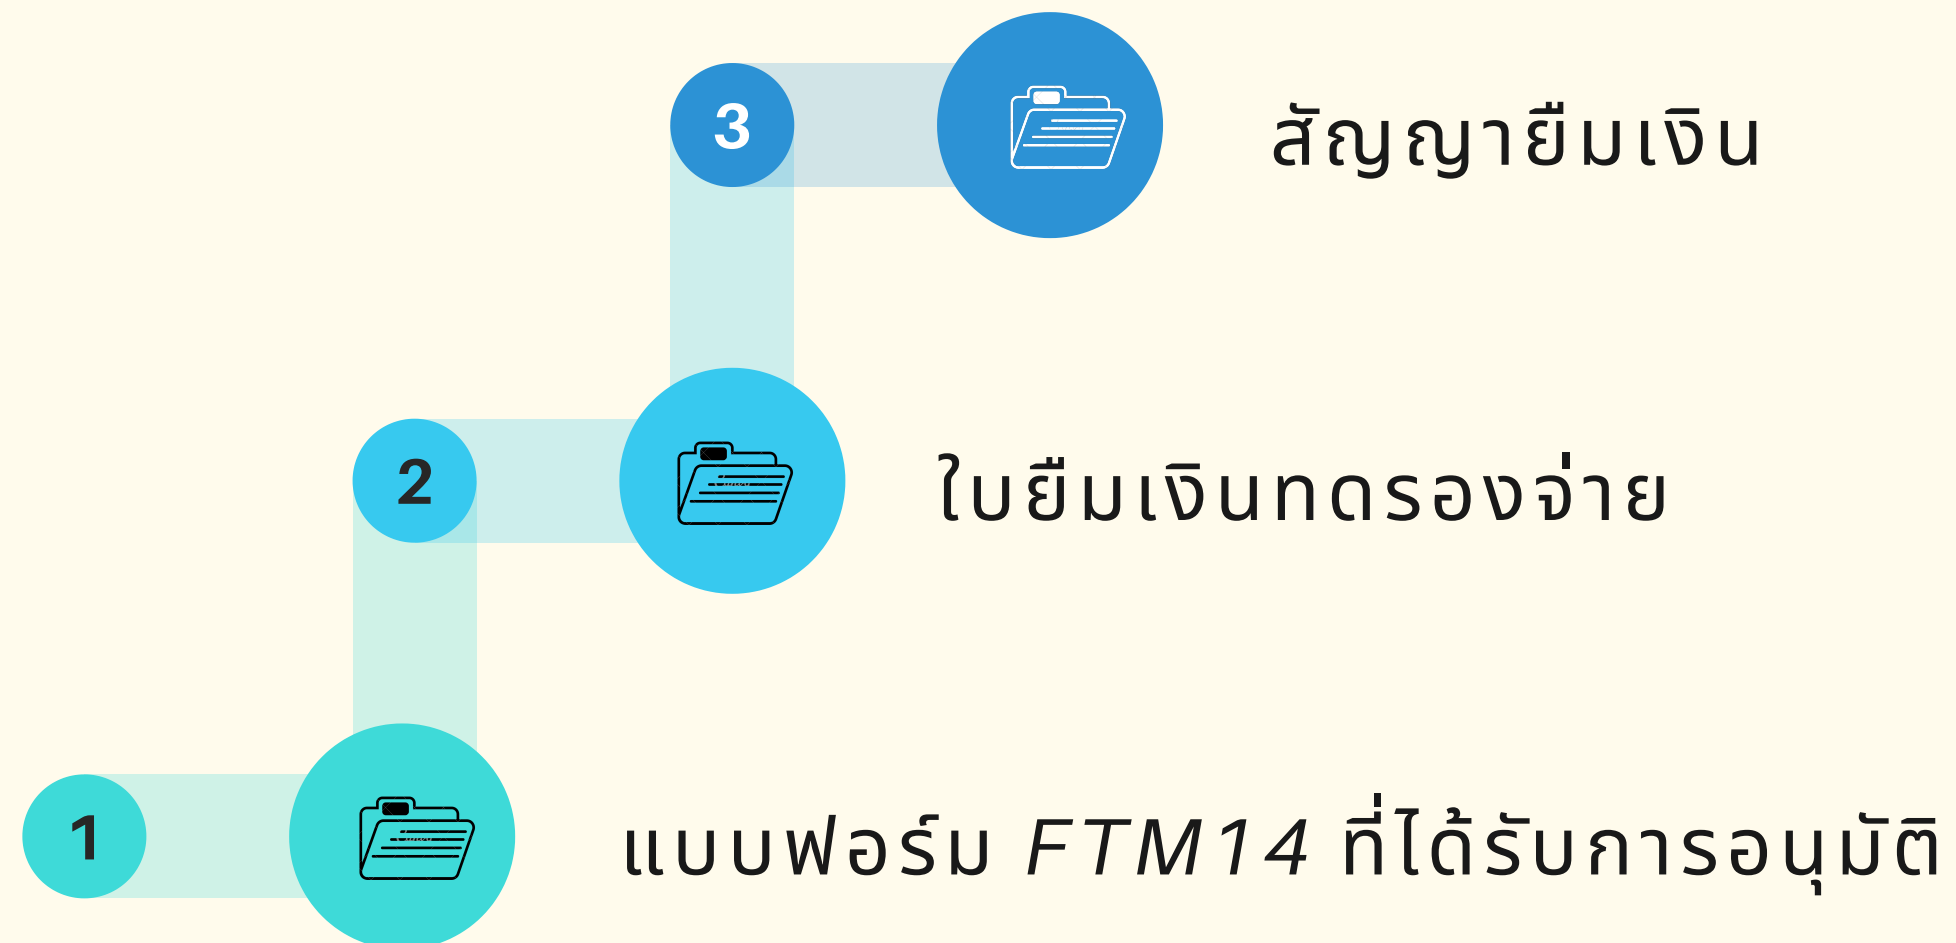 3 สัญญายืมเงิน
2 ใบยืมเงินทดรองจ่าย
1 แบบฟอร์ม FTM14 ที่ได้รับการอนุมัติ